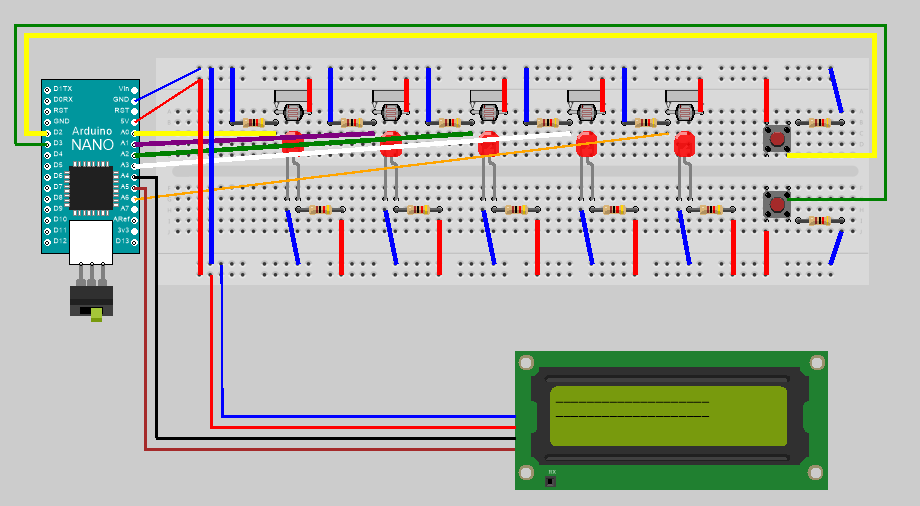 D1TX Vin
D0RX GND
RST RST
GND 5V
D2 A0
D3 A1
D4 A2
D5 A3
D6 A4
D7 A5
D8 A6
D9 A7
D10 ARef
D11 3v3
D12 D13
Arduino
NANO
RX